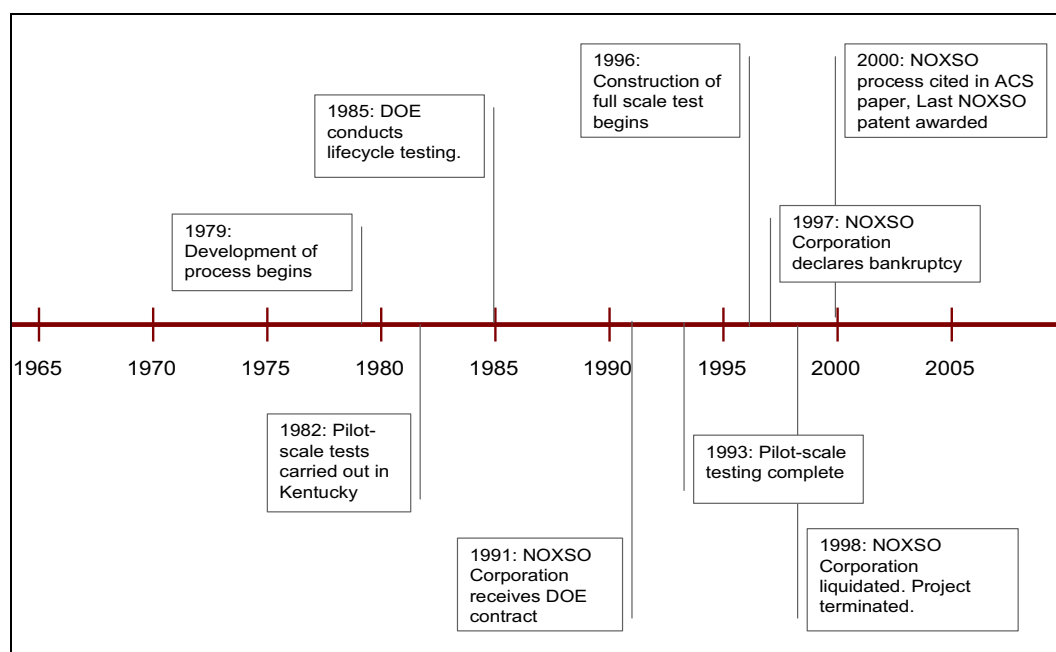 1996:
Construction of
full scale test
begins
2000: NOXSO
process cited in ACS
paper, Last NOXSO
patent awarded
1985: DOE
conducts
lifecycle testing.
1979:
Development of
process begins
1997: NOXSO
Corporation
declares bankruptcy
1965 1970 1975 1980 1985 1990 1995 2000 2005
1982: Pilot-
scale tests
carried out in
Kentucky
1993: Pilot-scale
testing complete
1991: NOXSO
Corporation
receives DOE
contract
1998: NOXSO
Corporation
liquidated. Project
terminated.